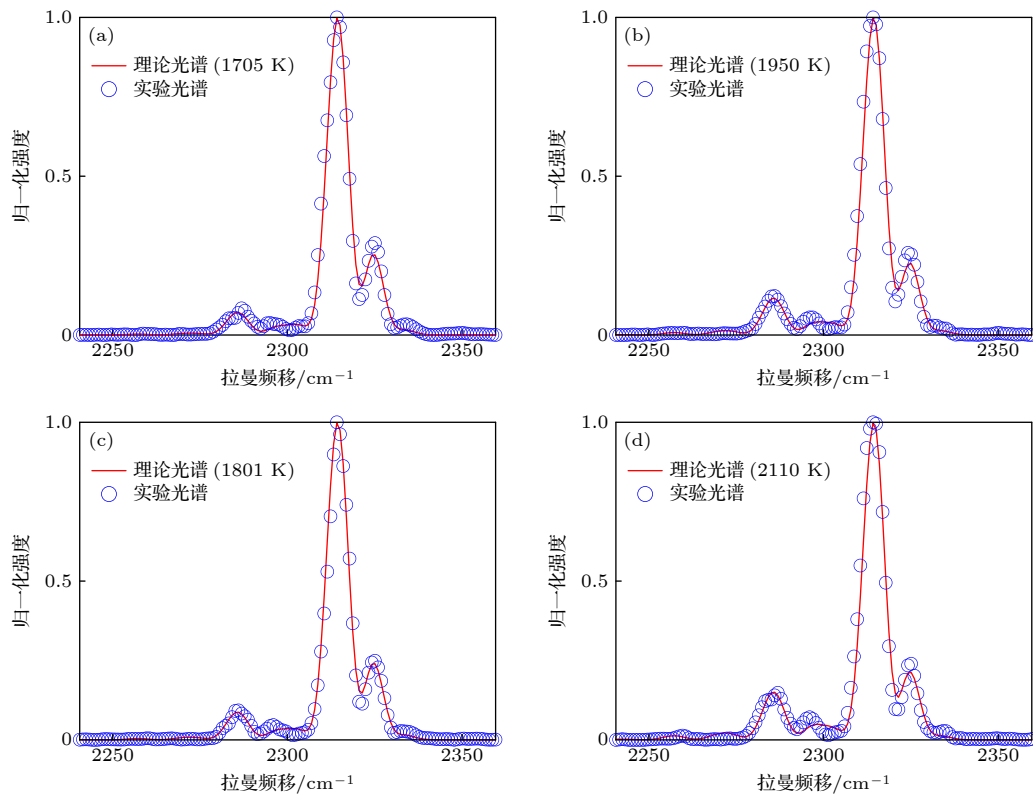 1.0
(a)
理论光谱 (1705 K)
实验光谱
0.5
归一化强度
0
2250
2300
2350
拉曼频移/cm⁻¹
1.0
(b)
理论光谱 (1950 K)
实验光谱
0.5
归一化强度
0
2250
2300
2350
拉曼频移/cm⁻¹
1.0
(c)
理论光谱 (1801 K)
实验光谱
0.5
归一化强度
0
2250
2300
2350
拉曼频移/cm⁻¹
1.0
(d)
理论光谱 (2110 K)
实验光谱
0.5
归一化强度
0
2250
2300
2350
拉曼频移/cm⁻¹